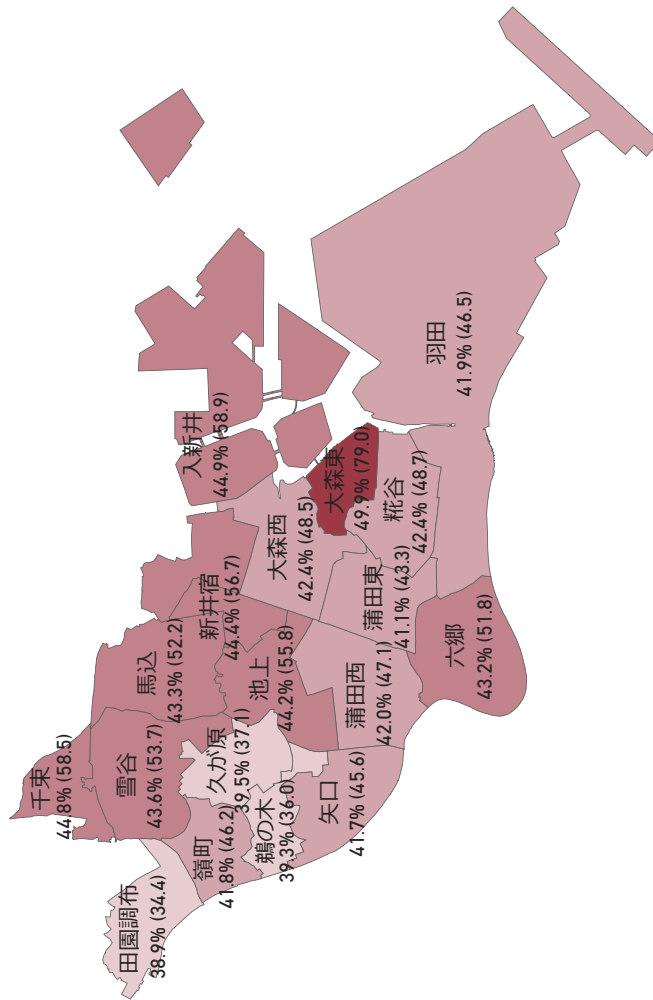 千束
44.8% (58.5)
雪谷
43.6% (53.7)
馬込
43.3% (52.2)
田園調布
38.9% (34.4)
嶺町
41.8% (46.2)
久が原
39.5% (37.1)
鵜の木
39.3% (36.0)
池上
44.2% (55.8)
新井宿
44.4% (56.7)
入新井
44.9% (58.9)
大森西
42.4% (48.5)
大森東
49.9% (79.0)
糀谷
42.4% (48.7)
蒲田東
41.1% (43.3)
蒲田西
42.0% (47.1)
矢口
41.7% (45.6)
六郷
43.2% (51.8)
羽田
41.9% (46.5)